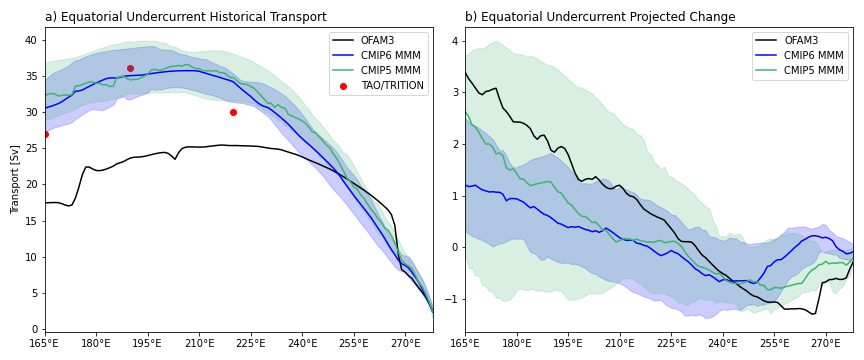 a) Equatorial Undercurrent Historical Transport
OFAM3
CMIP6 MMM
CMIP5 MMM
TAO/TRITION
Transport [Sv]
40
35
30
25
20
15
10
5
0
165°E 180°E 195°E 210°E 225°E 240°E 255°E 270°E
b) Equatorial Undercurrent Projected Change
OFAM3
CMIP6 MMM
CMIP5 MMM
4
3
2
1
0
−1
165°E 180°E 195°E 210°E 225°E 240°E 255°E 270°E